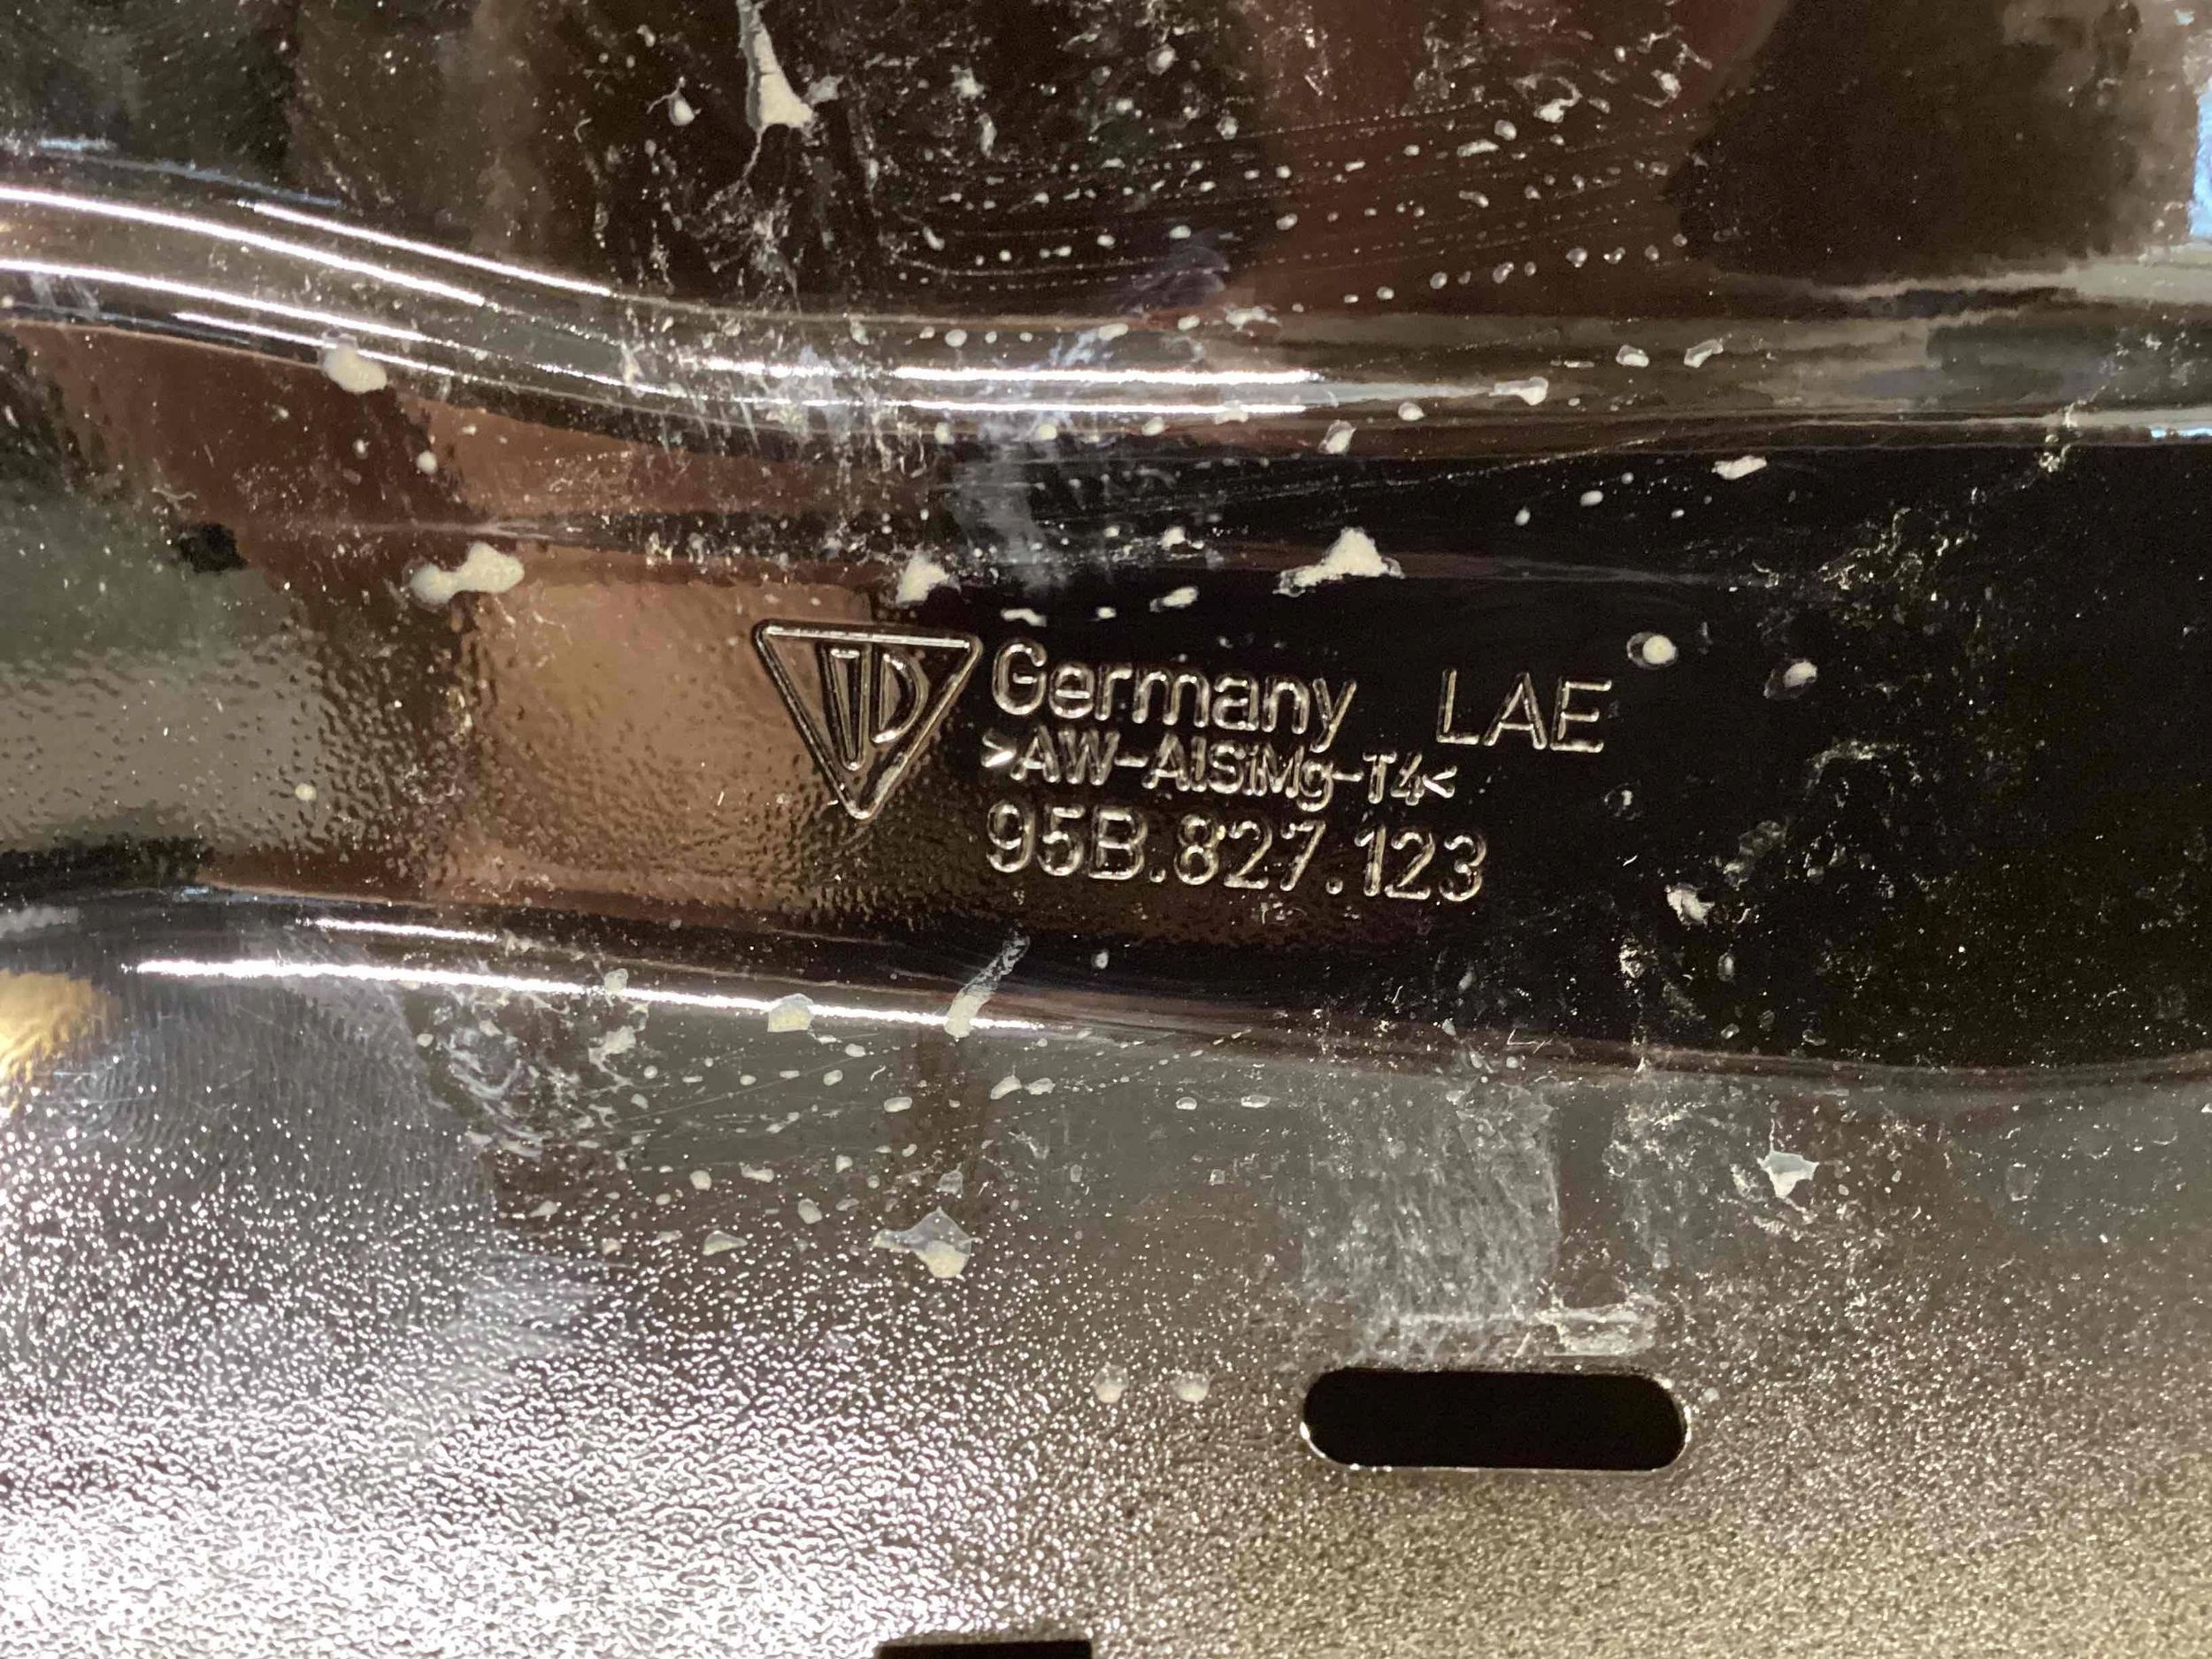 Germany LAE
>AW-AlSiMg-T4<
95B.827.123